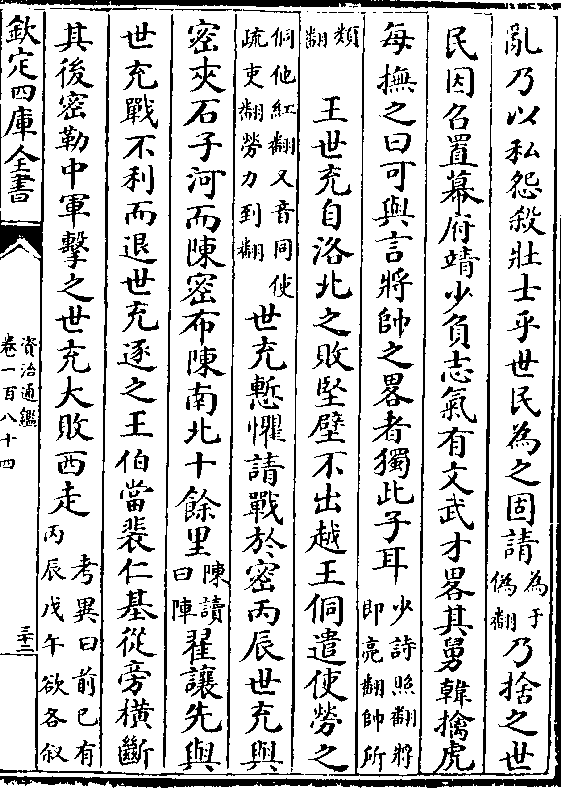 亂乃以私怨殺壯士乎世民為之固請為于偽翻乃捨之世
民因召置幕府靖少負志氣有文武才畧其舅韓擒虎
每撫之曰可與言將帥之畧者獨此子耳少詩照翻將即亮翻帥所
類翻 王世充自洛北之敗堅壁不出越王侗遣使勞之
侗他紅翻又音同使疏吏翻勞力到翻世充慙懼請戰於密丙辰世充與
密夾石子河而陳密布陳南北十餘里陳讀曰陣翟讓先與
世充戰不利而退世充逐之王伯當裴仁基從旁橫斷
其後密勒中軍擊之世充大敗西走考異曰前已有丙辰戊午欲各叙
欽定四庫全書
資治通鑑
卷一百八十四
三十二